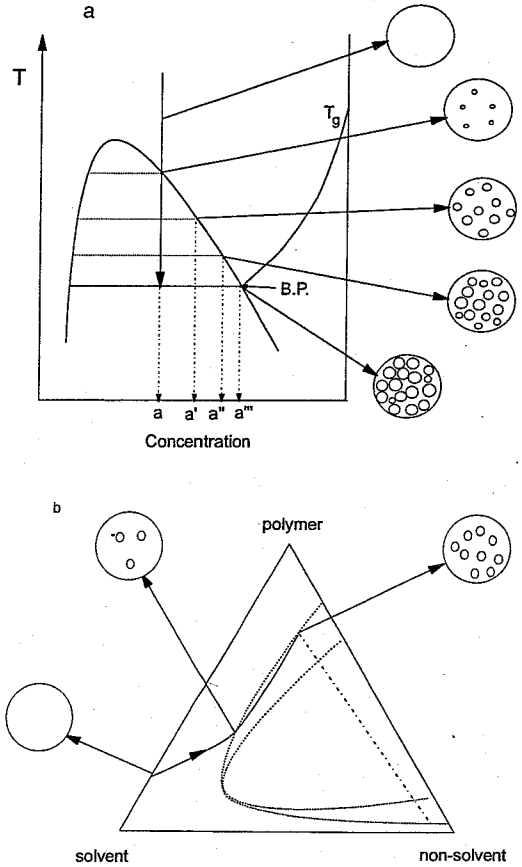 a
T
Tg
B.P.
a a' a" a'"
Concentration
b
polymer
solvent non-solvent